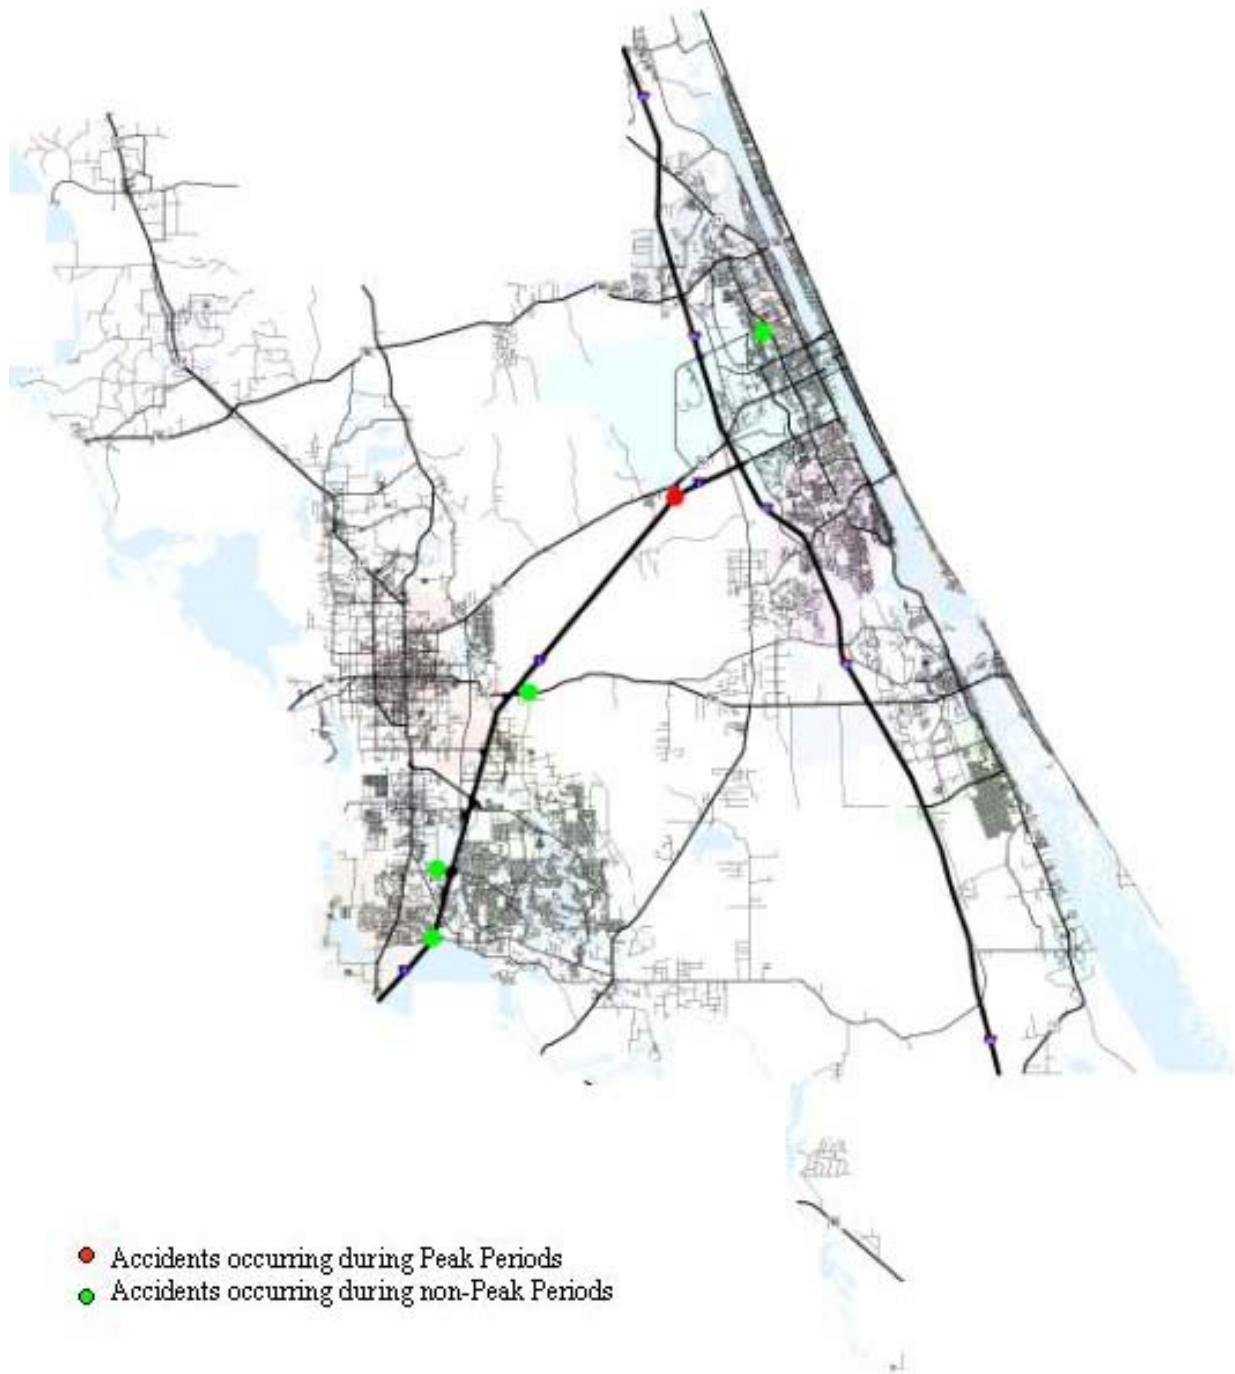 Accidents occurring during Peak Periods
Accidents occurring during non-Peak Periods